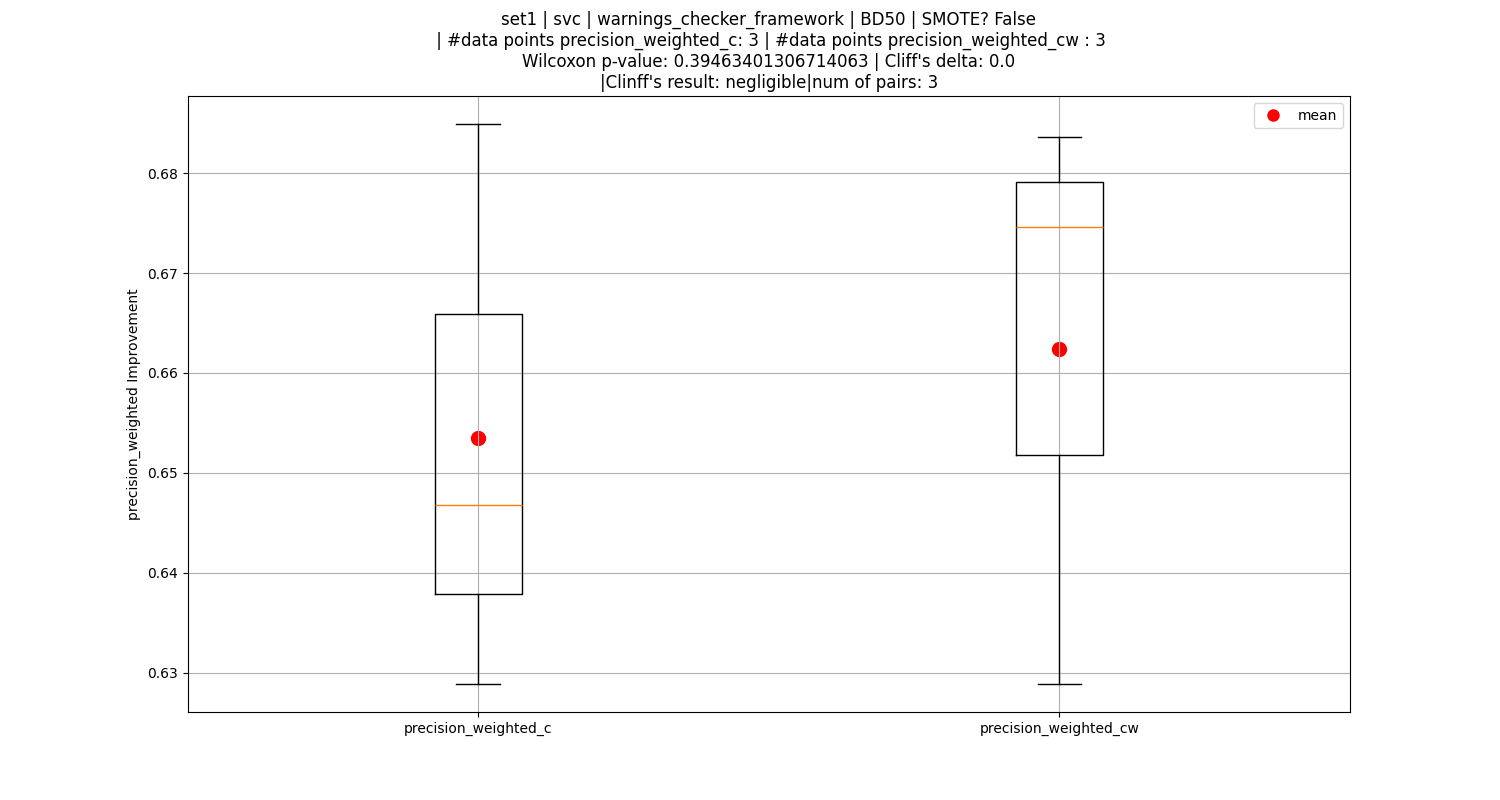 set1 | svc | warnings_checker_framework | BD50 | SMOTE? False
| #data points precision_weighted_c: 3 | #data points precision_weighted_cw : 3
Wilcoxon p-value: 0.39463401306714063 | Cliff's delta: 0.0
|Clinff's result: negligible|num of pairs: 3
mean
precision_weighted Improvement
0.68
0.67
0.66
0.65
0.64
0.63
precision_weighted_c
precision_weighted_cw